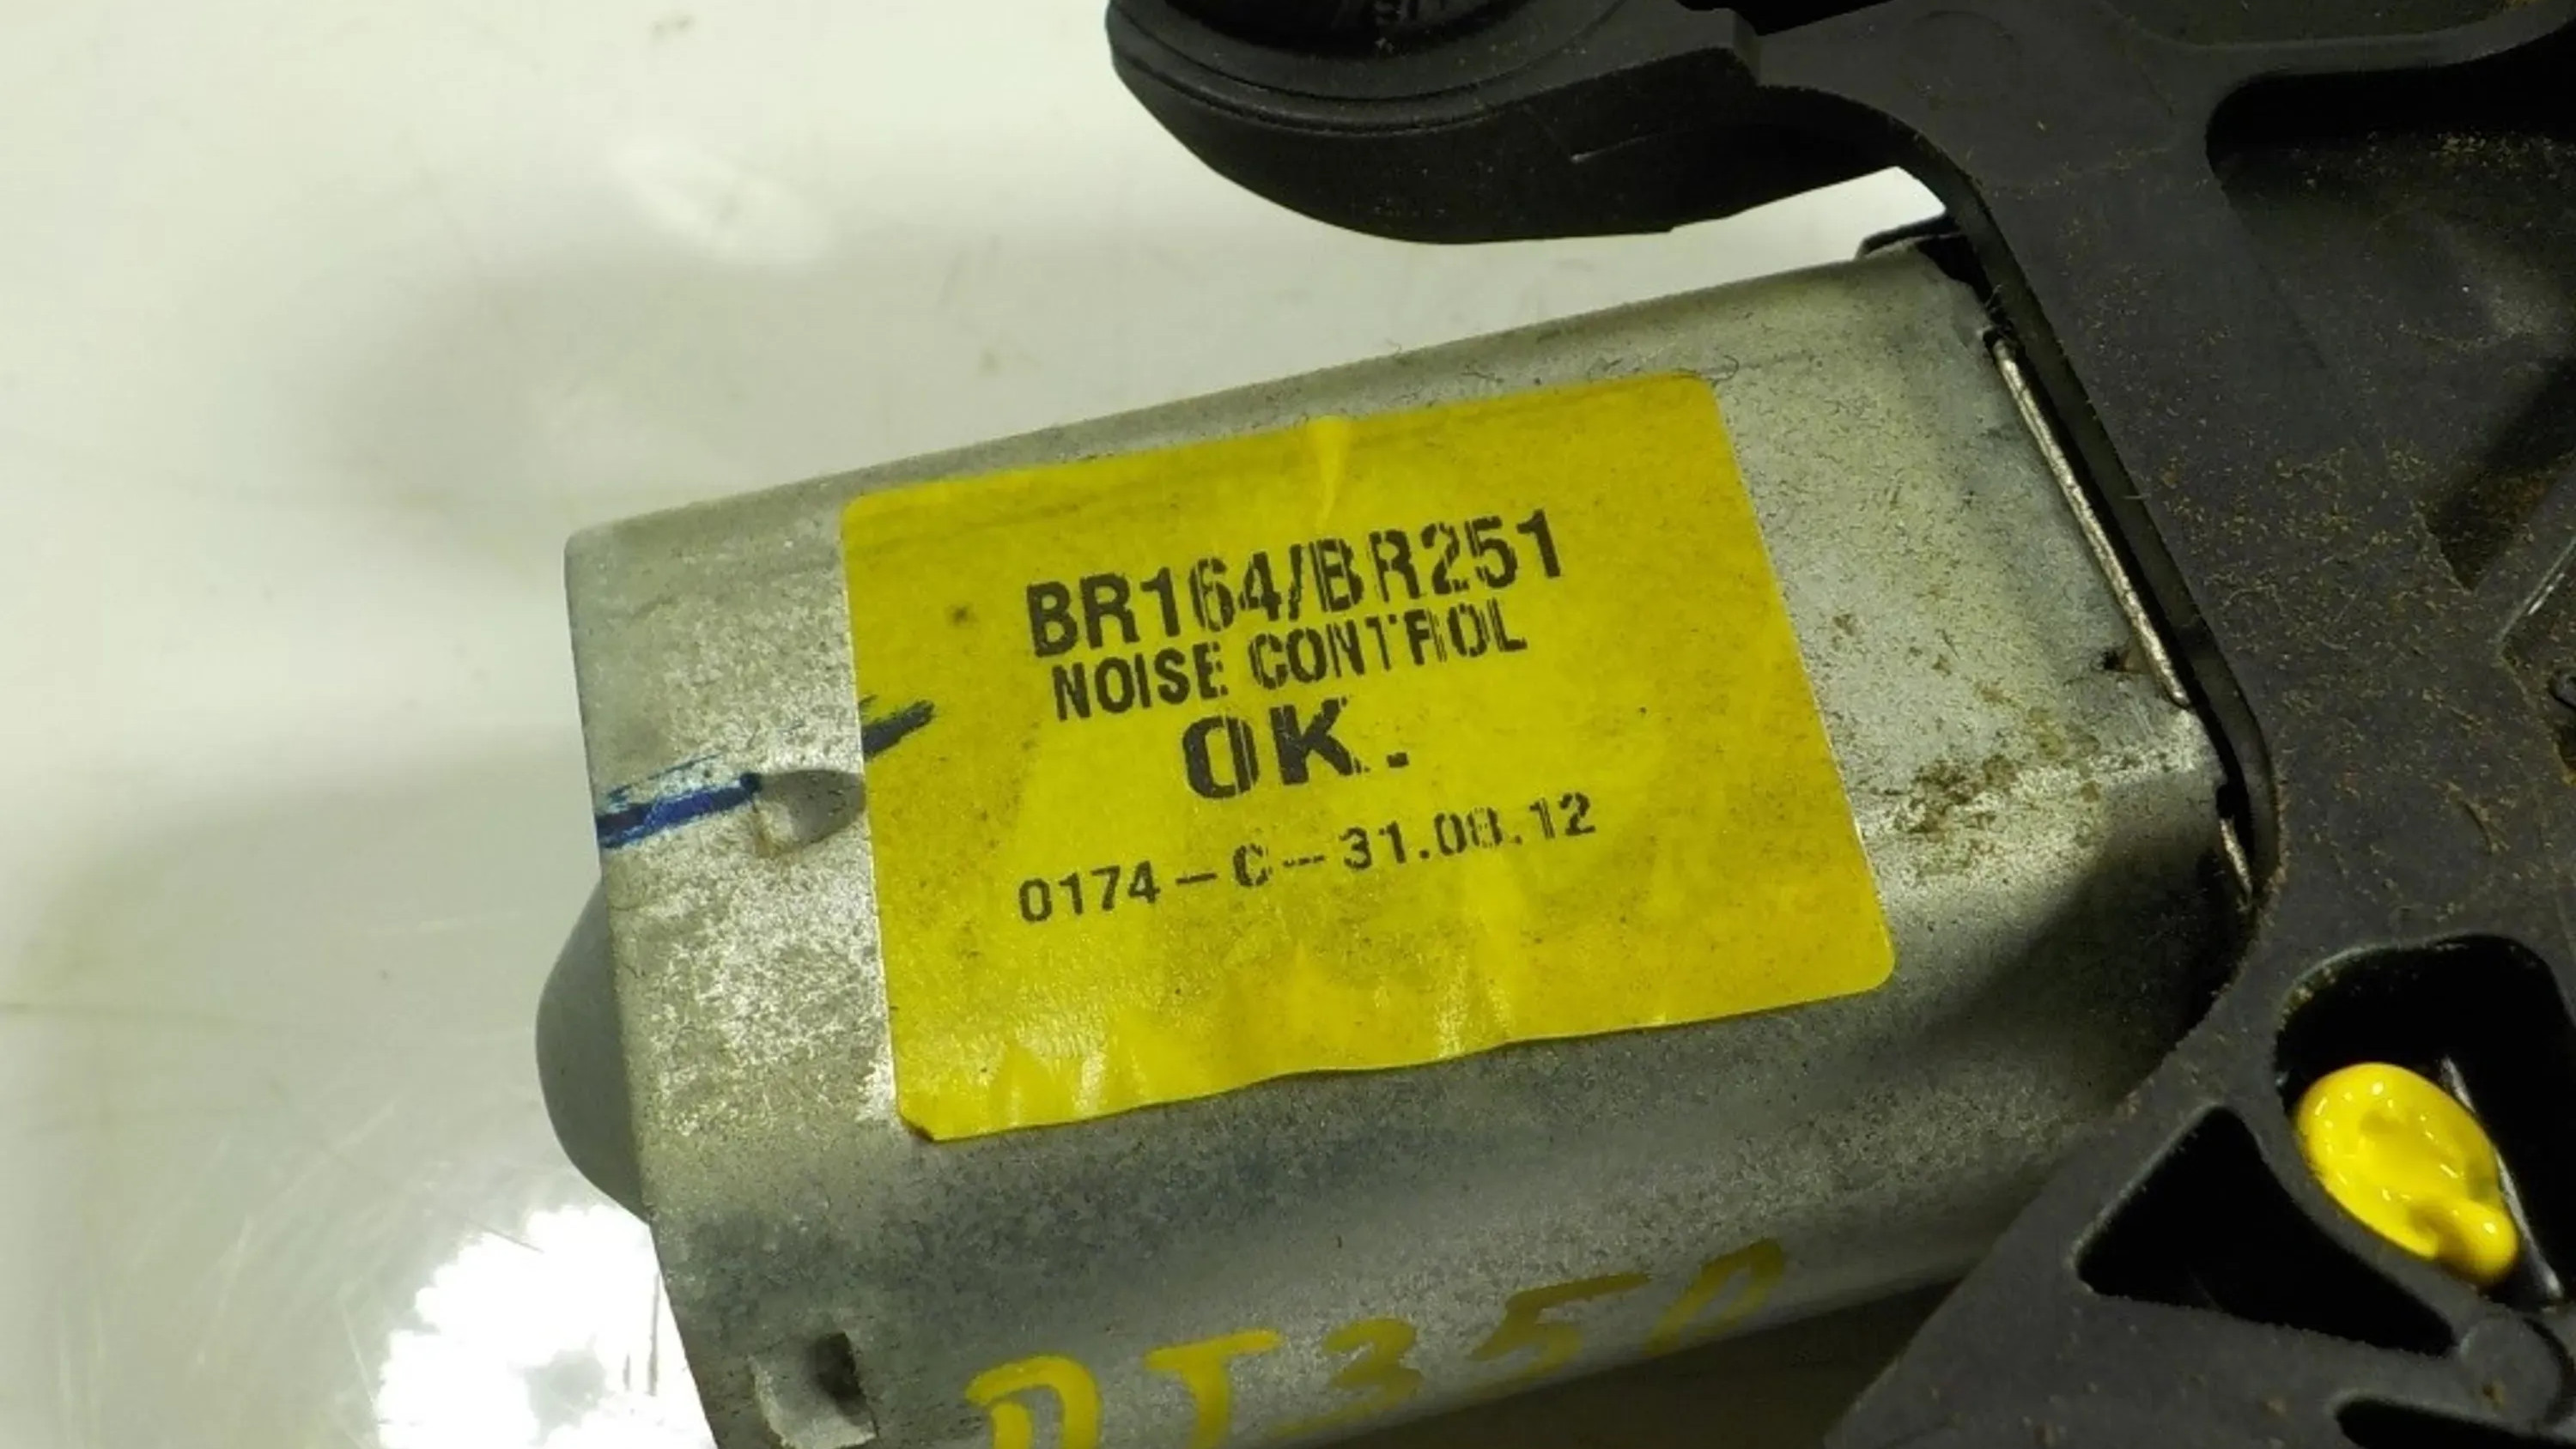 BR164/BR251
NOISE CONTROL
OK.
0174-C-31.08.12